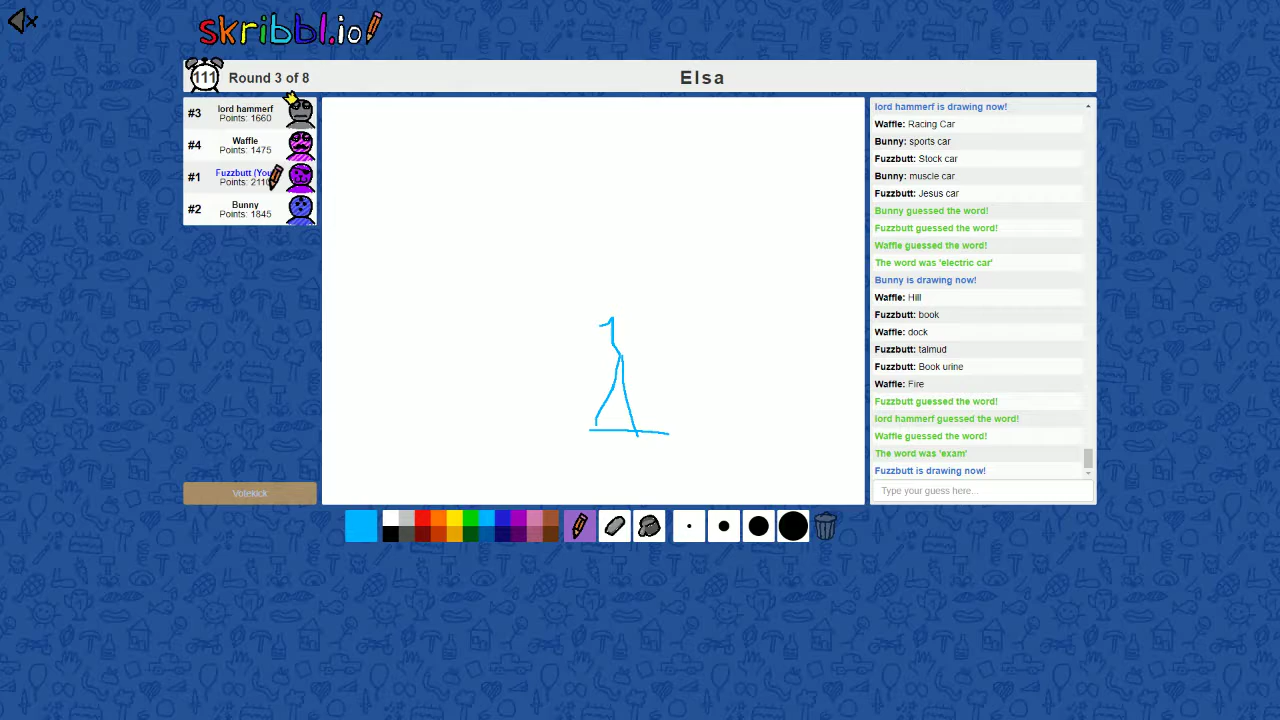 skribbl.io
111 Round 3 of 8 Elsa
#3 lord hammerf
Points: 1660
#4 Waffle
Points: 1475
#1 Fuzzbutt (You
Points: 2110
#2 Bunny
Points: 1845
Votekick
lord hammerf is drawing now!
Waffle: Racing Car
Bunny: sports car
Fuzzbutt: Stock car
Bunny: muscle car
Fuzzbutt: Jesus car
Bunny guessed the word!
Fuzzbutt guessed the word!
Waffle guessed the word!
The word was 'electric car'
Bunny is drawing now!
Waffle: Hill
Fuzzbutt: book
Waffle: dock
Fuzzbutt: talmud
Fuzzbutt: Book urine
Waffle: Fire
Fuzzbutt guessed the word!
lord hammerf guessed the word!
Waffle guessed the word!
The word was 'exam'
Fuzzbutt is drawing now!
Type your guess here...